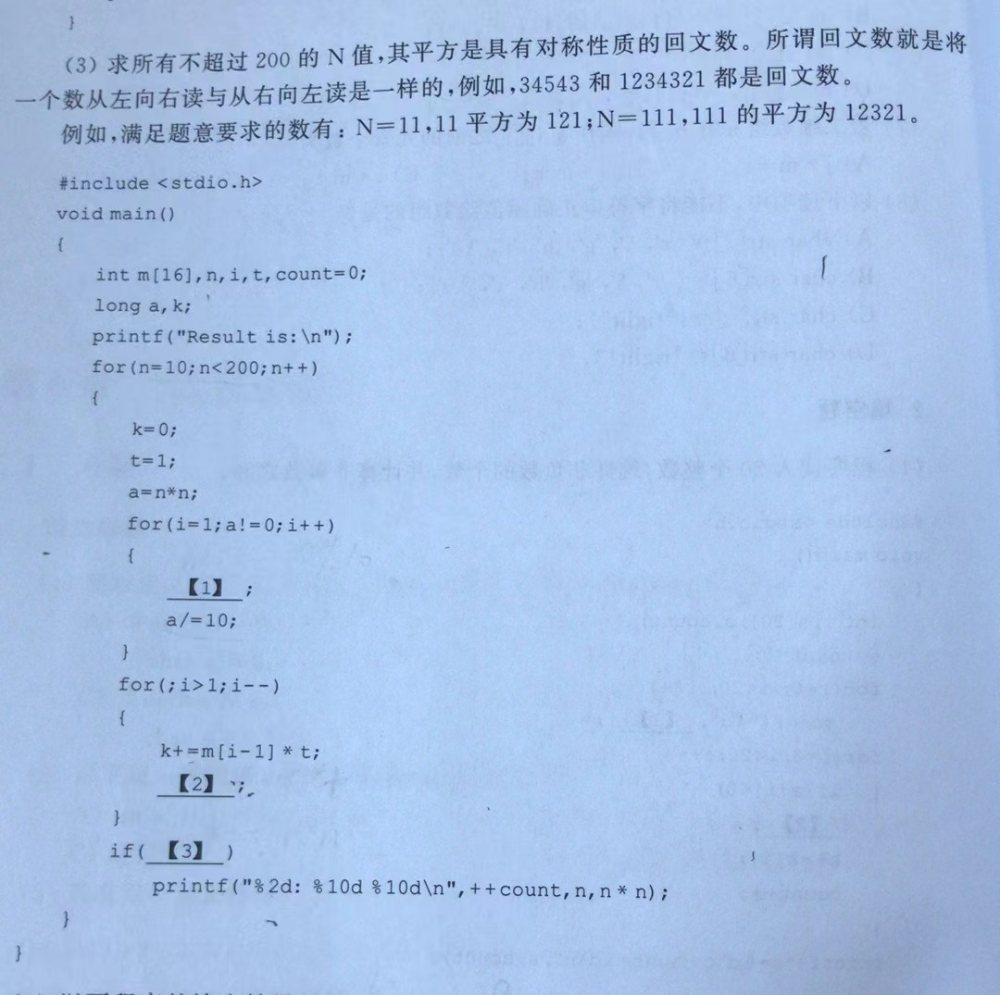 }
(3) 求所有不超过 200 的 N 值,其平方是具有对称性质的回文数。所谓回文数就是将
一个数从左向右读与从右向左读是一样的,例如,34543 和 1234321 都是回文数。
例如,满足题意要求的数有：N=11,11 平方为 121;N=111,111 的平方为 12321。
#include <stdio.h>
void main()
{
int m[16],n,i,t,count=0;
long a,k;
printf("Result is:\n");
for(n=10;n<200;n++)
{
k=0;
t=1;
a=n*n;
for(i=1;a!=0;i++)
{
【1】;
a/=10;
}
for(;i>1;i--)
{
k+=m[i-1]*t;
【2】;
}
if(【3】)
printf("%2d: %10d %10d\n",++count,n,n*n);
}
}